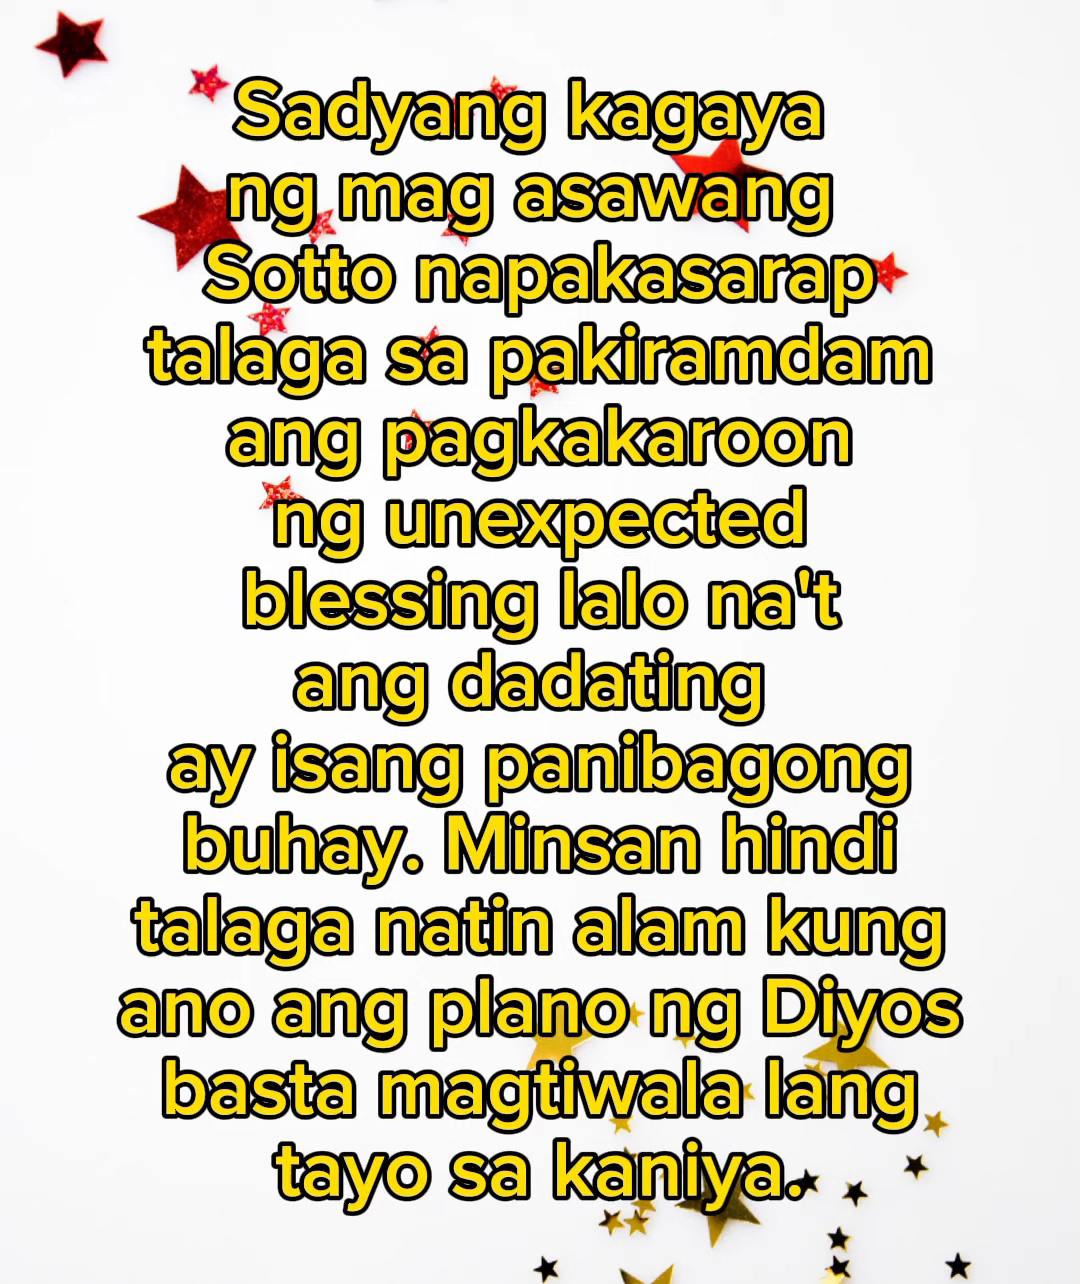 Sadyang kagaya
ng mag asawang
Sotto napakasarap
talaga sa pakiramdam
ang pagkakaroon
ng unexpected
blessing lalo na't
ang dadating
ay isang panibagong
buhay. Minsan hindi
talaga natin alam kung
ano ang plano ng Diyos
basta magtiwala lang
tayo sa kaniya.